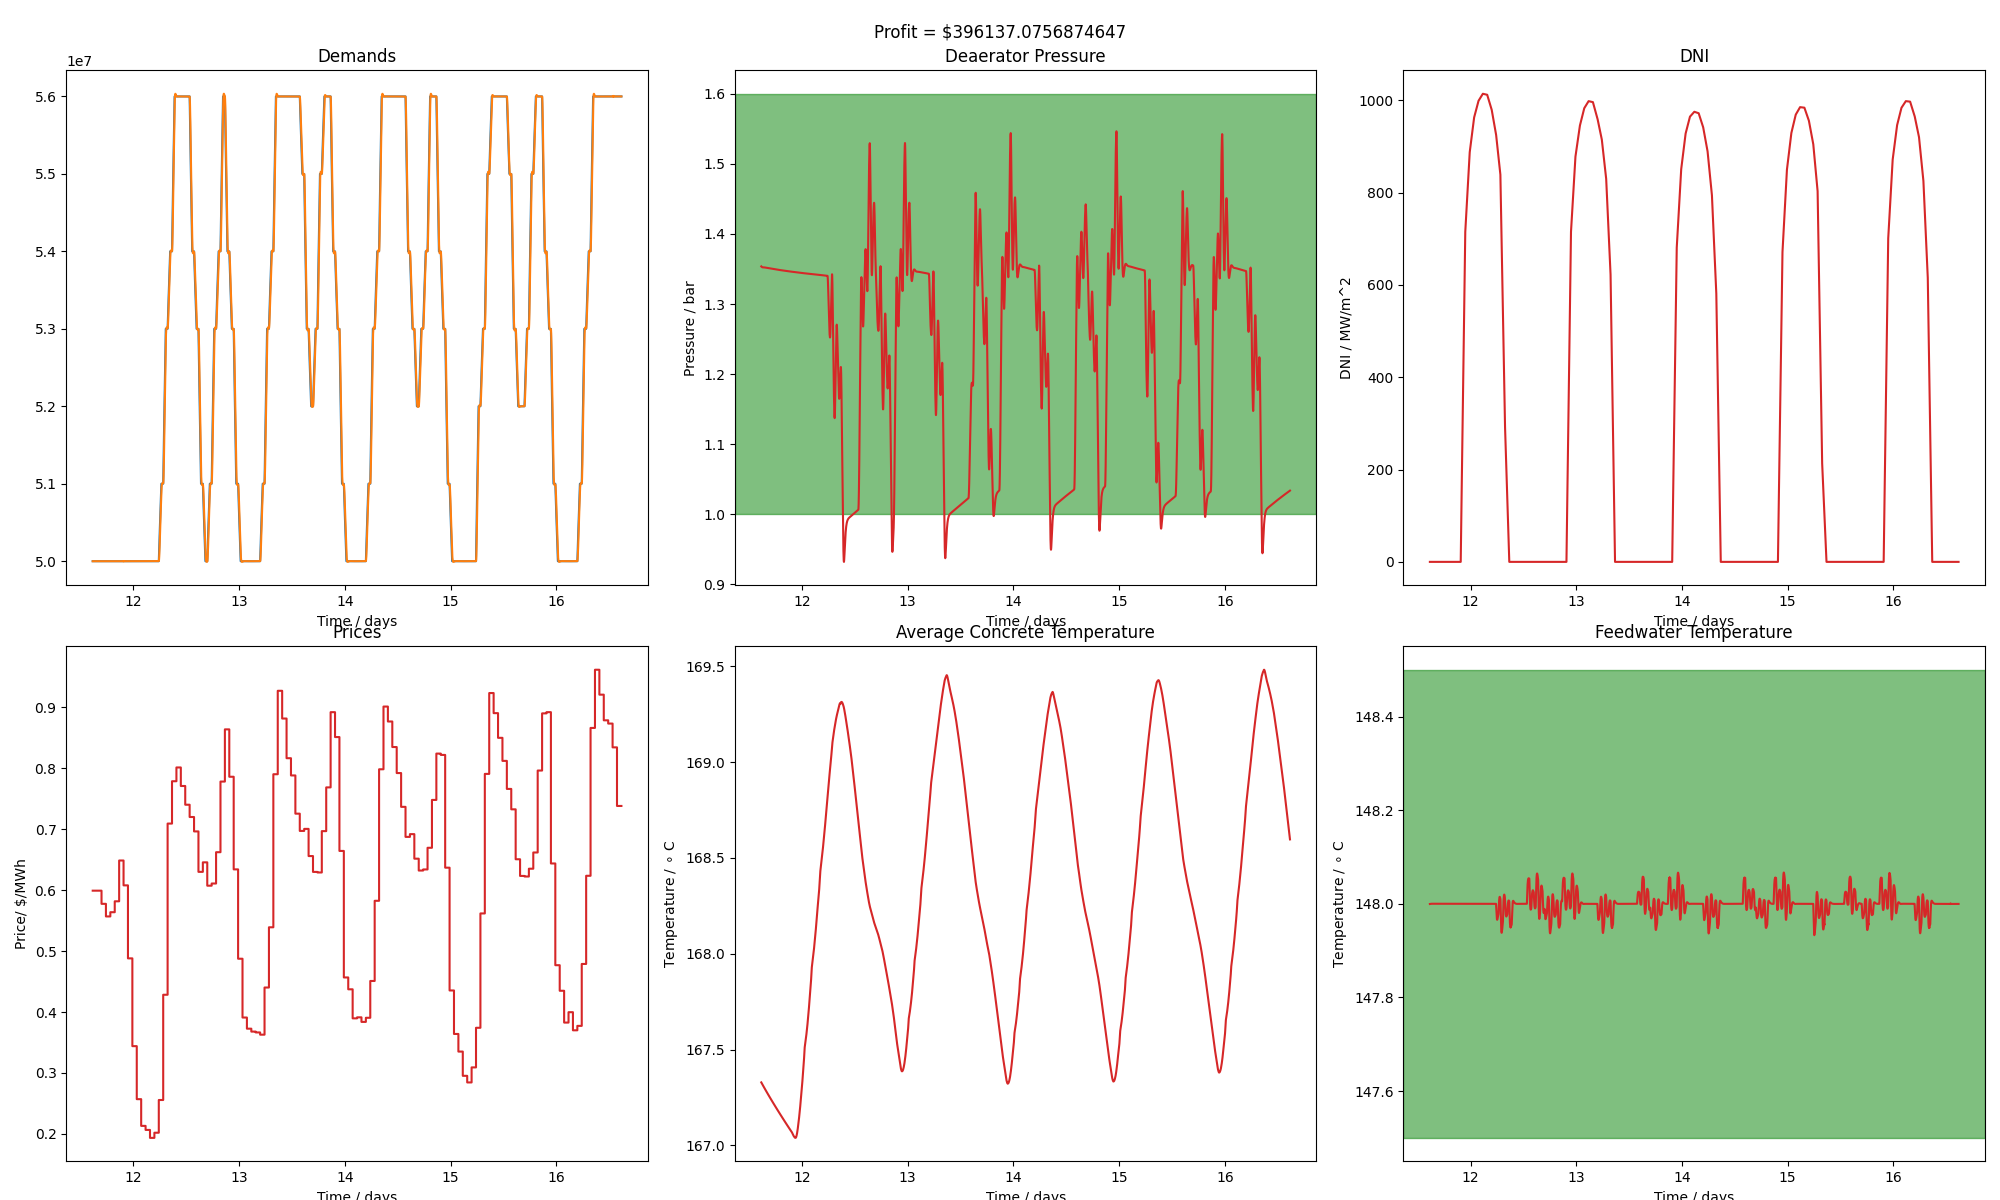 Profit = $396137.0756874647
Demands
1e7
5.6
5.5
5.4
5.3
5.2
5.1
5.0
12 13 14 15 16
Time / days
Deaerator Pressure
Pressure / bar
1.6
1.5
1.4
1.3
1.2
1.1
1.0
0.9
12 13 14 15 16
Time / days
DNI
DNI / MW/m^2
1000
800
600
400
200
0
12 13 14 15 16
Time / days
Prices
Price/ $/MWh
0.9
0.8
0.7
0.6
0.5
0.4
0.3
0.2
12 13 14 15 16
Time / days
Average Concrete Temperature
Temperature / ∘ C
169.5
169.0
168.5
168.0
167.5
167.0
12 13 14 15 16
Time / days
Feedwater Temperature
Temperature / ∘ C
148.4
148.2
148.0
147.8
147.6
12 13 14 15 16
Time / days